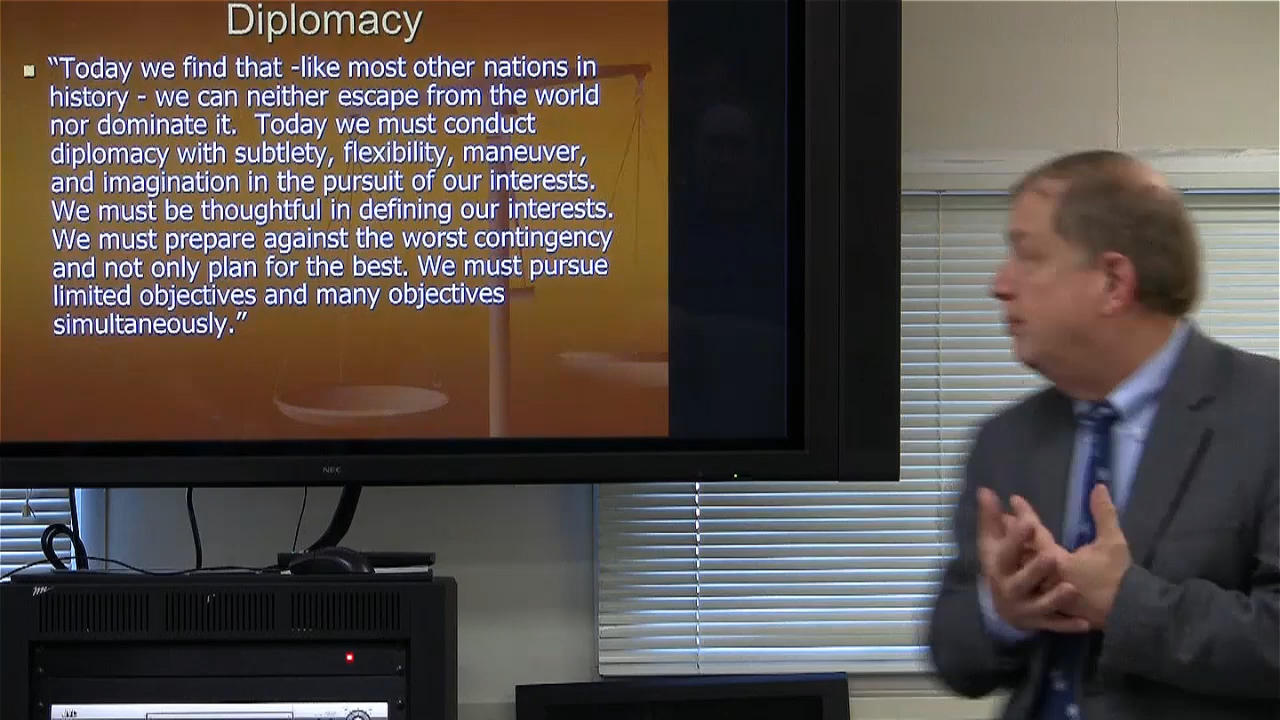 Diplomacy
“Today we find that -like most other nations in
history - we can neither escape from the world
nor dominate it.  Today we must conduct
diplomacy with subtlety, flexibility, maneuver,
and imagination in the pursuit of our interests.
We must be thoughtful in defining our interests.
We must prepare against the worst contingency
and not only plan for the best. We must pursue
limited objectives and many objectives
simultaneously.”
NEC